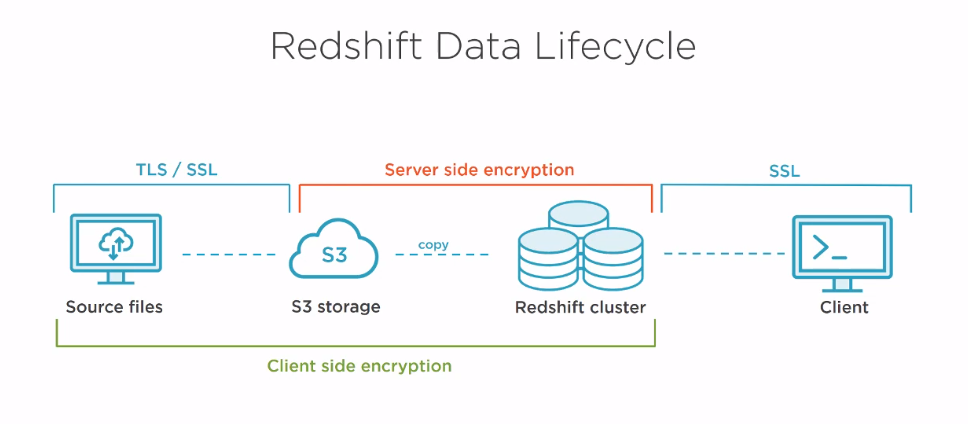 Redshift Data Lifecycle
TLS / SSL
Server side encryption
SSL
S3
copy
>_
Source files
S3 storage
Redshift cluster
Client
Client side encryption